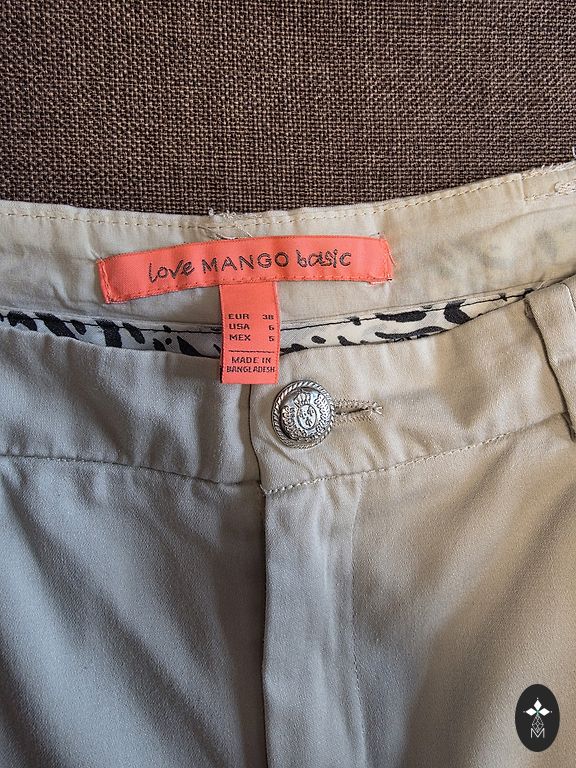 love MANGO basic
EUR 38
USA 6
MEX 5
MADE IN
BANGLADESH
M